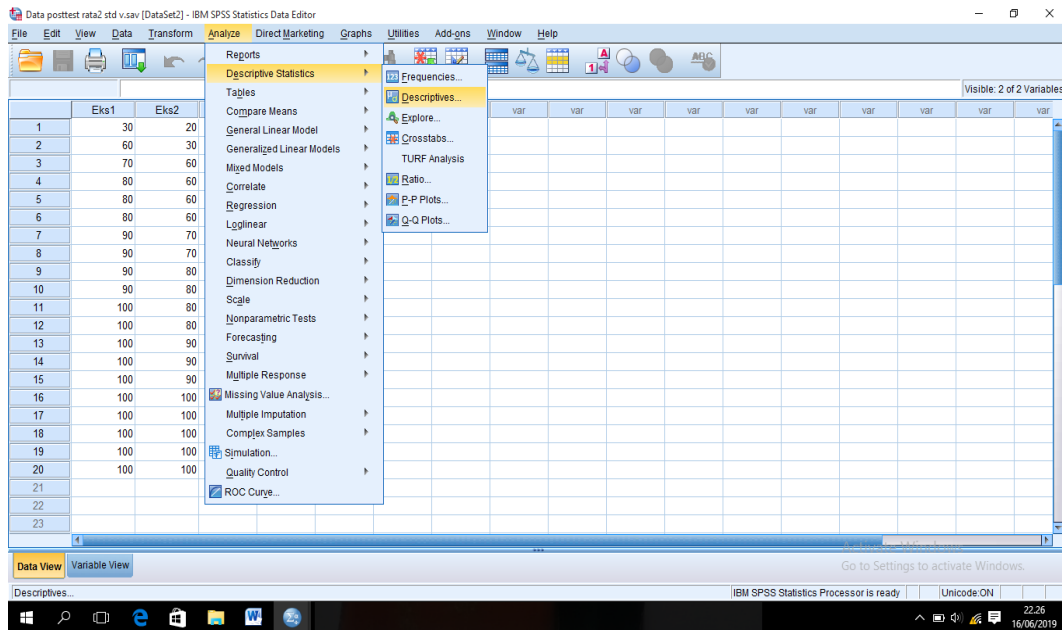 Data posttest rata2 std v.sav [DataSet2] - IBM SPSS Statistics Data Editor
File Edit View Data Transform Analyze Direct Marketing Graphs Utilities Add-ons Window Help
Visible: 2 of 2 Variables
Reports
Descriptive Statistics
Tables
Compare Means
General Linear Model
Generalized Linear Models
Mixed Models
Correlate
Regression
Loglinear
Neural Networks
Classify
Dimension Reduction
Scale
Nonparametric Tests
Forecasting
Survival
Multiple Response
Missing Value Analysis...
Multiple Imputation
Complex Samples
Simulation...
Quality Control
ROC Curve...
123 Frequencies...
Descriptives...
Explore...
Crosstabs...
TURF Analysis
Ratio...
P-P Plots...
Q-Q Plots...
Eks1 Eks2 var var var var var var var var var var
1 30 20
2 60 30
3 70 60
4 80 60
5 80 60
6 80 60
7 90 70
8 90 70
9 90 80
10 90 80
11 100 80
12 100 80
13 100 90
14 100 90
15 100 90
16 100 100
17 100 100
18 100 100
19 100 100
20 100 100
21
22
23
Data View Variable View
Go to Settings to activate Windows.
Descriptives... IBM SPSS Statistics Processor is ready Unicode:ON
22.26
16/06/2019